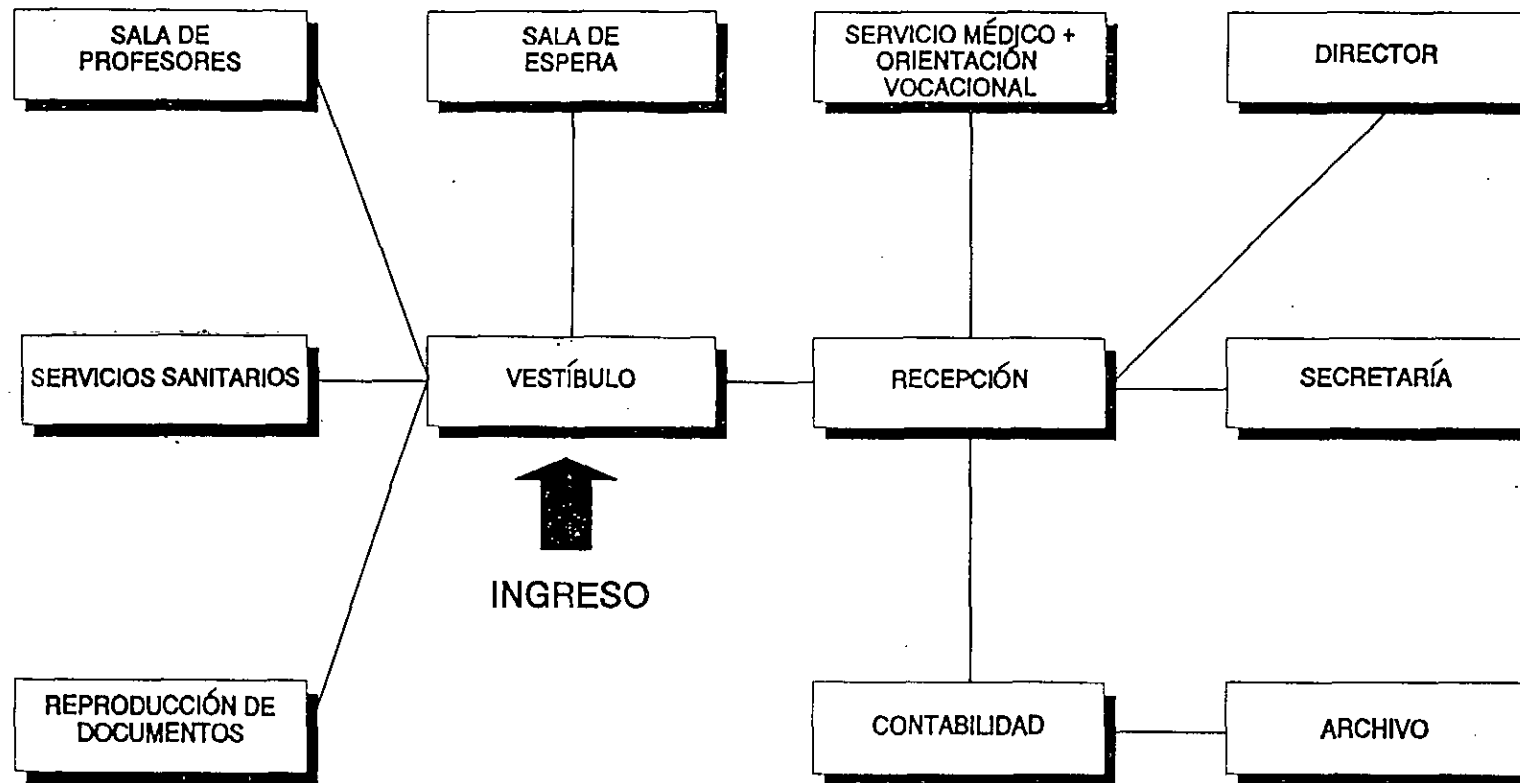 SALA DE
PROFESORES
SALA DE
ESPERA
SERVICIO MÉDICO +
ORIENTACIÓN
VOCACIONAL
DIRECTOR
SERVICIOS SANITARIOS
VESTÍBULO
RECEPCIÓN
SECRETARÍA
INGRESO
REPRODUCCIÓN DE
DOCUMENTOS
CONTABILIDAD
ARCHIVO